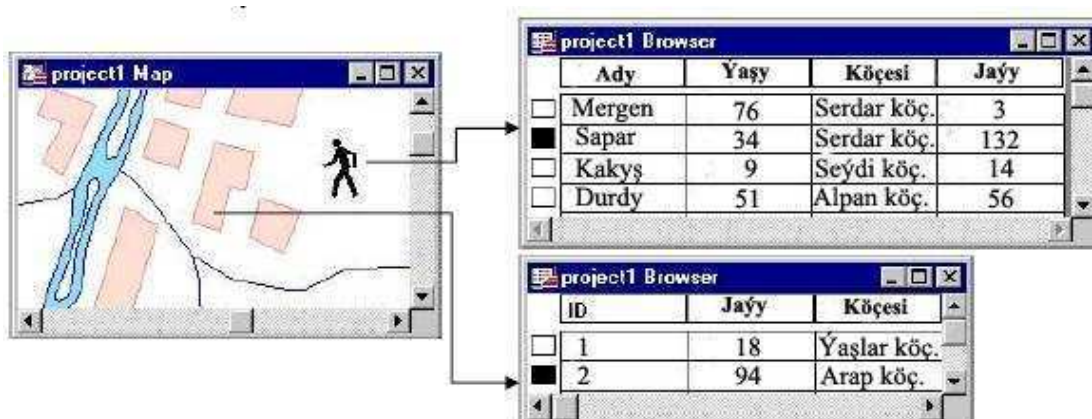 project1 Map
project1 Browser
Ady Ýaşy Köçesi Jaýy
Mergen 76 Serdar köç. 3
Sapar 34 Serdar köç. 132
Kakyş 9 Seýdi köç. 14
Durdy 51 Alpan köç. 56
project1 Browser
ID Jaýy Köçesi
1 18 Ýaşlar köç.
2 94 Arap köç.